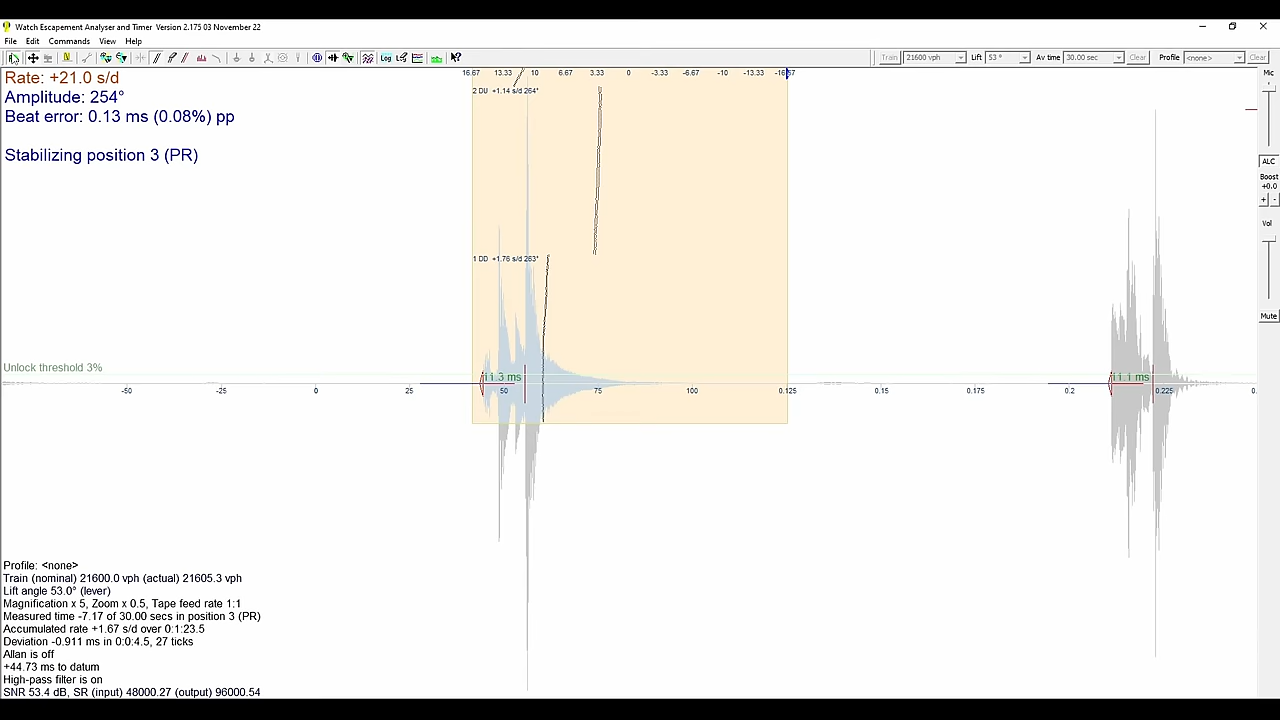 Watch Escapement Analyser and Timer Version 2.175 03 November 22
File Edit Commands View Help
Log Train 21600 vph Lift 53 ° Av time 30.00 sec Clear Profile <none> Clear
Rate: +21.0 s/d
Amplitude: 254°
Beat error: 0.13 ms (0.08%) pp
Stabilizing position 3 (PR)
16.67 13.33 10 6.67 3.33 0 -3.33 -6.67 -10 -13.33 -16.67
2 DU +1.14 s/d 264°
1 DD +1.76 s/d 263°
Mic
ALC
Boost
+0.0
+ -
Vol
Mute
Unlock threshold 3%
11.3 ms 11.1 ms
-50 -25 0 25 50 75 100 0.125 0.15 0.175 0.2 0.225
Profile: <none>
Train (nominal) 21600.0 vph (actual) 21605.3 vph
Lift angle 53.0° (lever)
Magnification x 5, Zoom x 0.5, Tape feed rate 1:1
Measured time -7.17 of 30.00 secs in position 3 (PR)
Accumulated rate +1.67 s/d over 0:1:23.5
Deviation -0.911 ms in 0:0:4.5, 27 ticks
Allan is off
+44.73 ms to datum
High-pass filter is on
SNR 53.4 dB, SR (input) 48000.27 (output) 96000.54